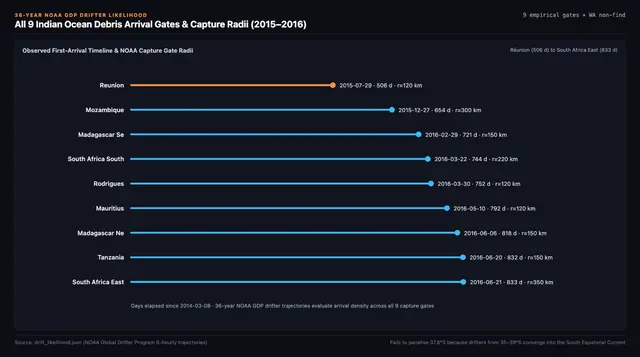 36-YEAR NOAA GDP DRIFTER LIKELIHOOD
9 empirical gates + WA non-find
All 9 Indian Ocean Debris Arrival Gates & Capture Radii (2015–2016)
Observed First-Arrival Timeline & NOAA Capture Gate Radii
Réunion (506 d) to South Africa East (833 d)
Reunion
2015-07-29 · 506 d · r=120 km
Mozambique
2015-12-27 · 654 d · r=300 km
Madagascar Se
2016-02-29 · 721 d · r=150 km
South Africa South
2016-03-22 · 744 d · r=220 km
Rodrigues
2016-03-30 · 752 d · r=120 km
Mauritius
2016-05-10 · 792 d · r=120 km
Madagascar Ne
2016-06-06 · 818 d · r=150 km
Tanzania
2016-06-20 · 832 d · r=150 km
South Africa East
2016-06-21 · 833 d · r=350 km
Days elapsed since 2014-03-08 · 36-year NOAA GDP drifter trajectories evaluate arrival density across all 9 capture gates
Source: drift_likelihood.json (NOAA Global Drifter Program 6-hourly trajectories)
Fails to penalise 37.8°S because drifters from 35–39°S converge into the South Equatorial Current